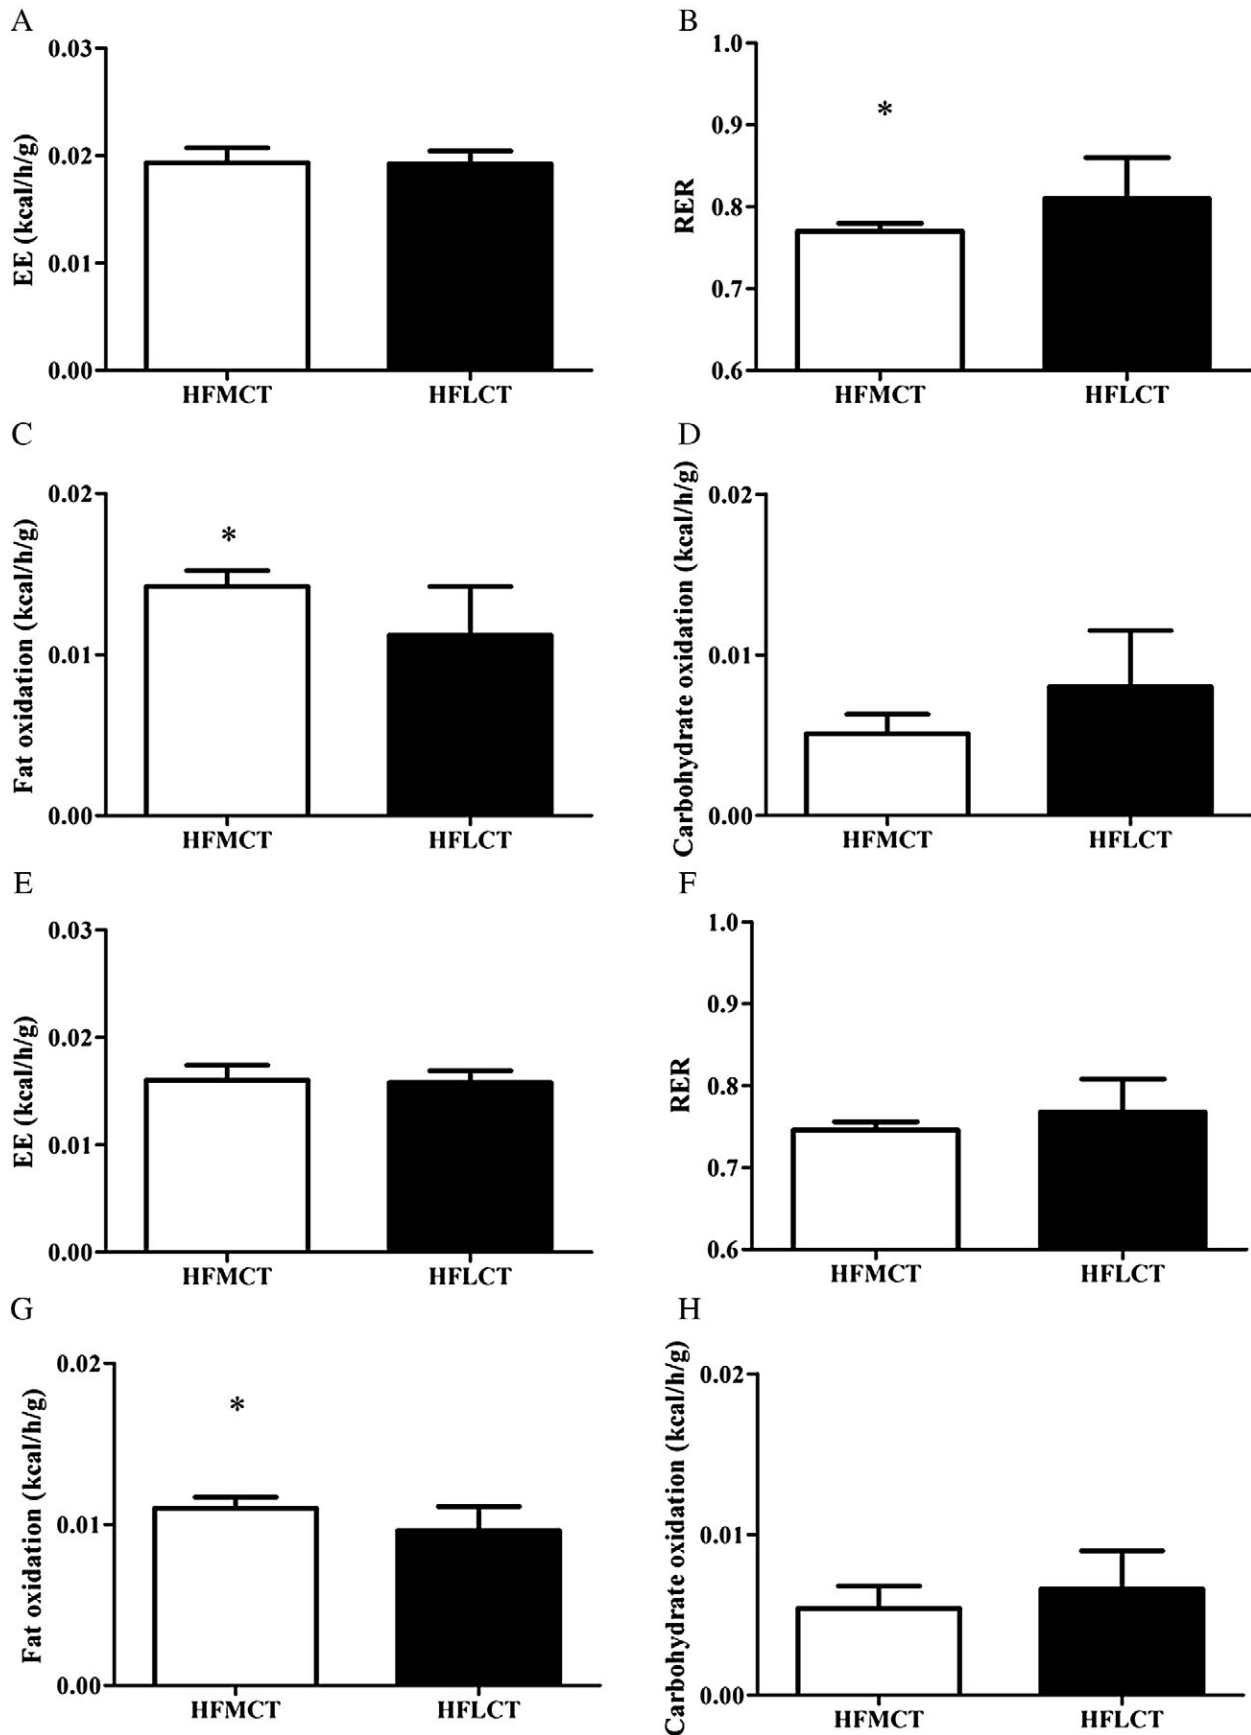 A
EE (kcal/h/g)
0.03
0.02
0.01
0.00
HFMCT HFLCT
B
RER
1.0
0.9
0.8
0.7
0.6
*
HFMCT HFLCT
C
Fat oxidation (kcal/h/g)
0.02
0.01
0.00
*
HFMCT HFLCT
D
Carbohydrate oxidation (kcal/h/g)
0.02
0.01
0.00
HFMCT HFLCT
E
EE (kcal/h/g)
0.03
0.02
0.01
0.00
HFMCT HFLCT
F
RER
1.0
0.9
0.8
0.7
0.6
HFMCT HFLCT
G
Fat oxidation (kcal/h/g)
0.02
0.01
0.00
*
HFMCT HFLCT
H
Carbohydrate oxidation (kcal/h/g)
0.02
0.01
0.00
HFMCT HFLCT